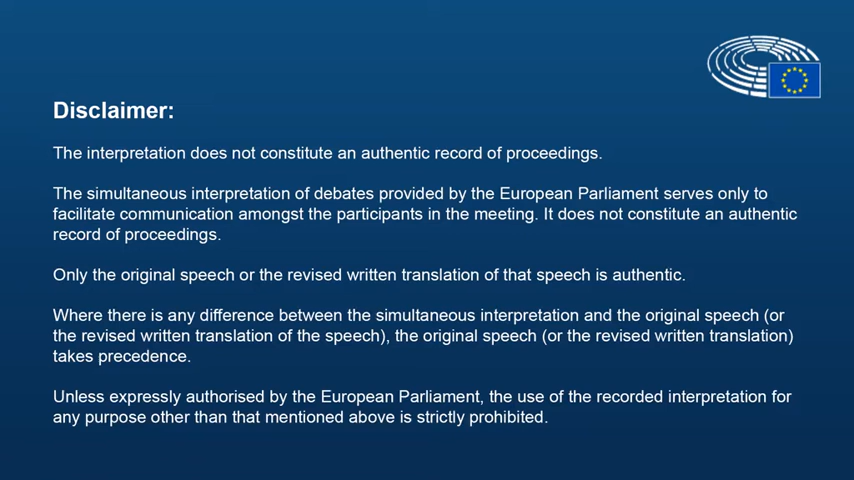 Disclaimer:
The interpretation does not constitute an authentic record of proceedings.
The simultaneous interpretation of debates provided by the European Parliament serves only to
facilitate communication amongst the participants in the meeting. It does not constitute an authentic
record of proceedings.
Only the original speech or the revised written translation of that speech is authentic.
Where there is any difference between the simultaneous interpretation and the original speech (or
the revised written translation of the speech), the original speech (or the revised written translation)
takes precedence.
Unless expressly authorised by the European Parliament, the use of the recorded interpretation for
any purpose other than that mentioned above is strictly prohibited.